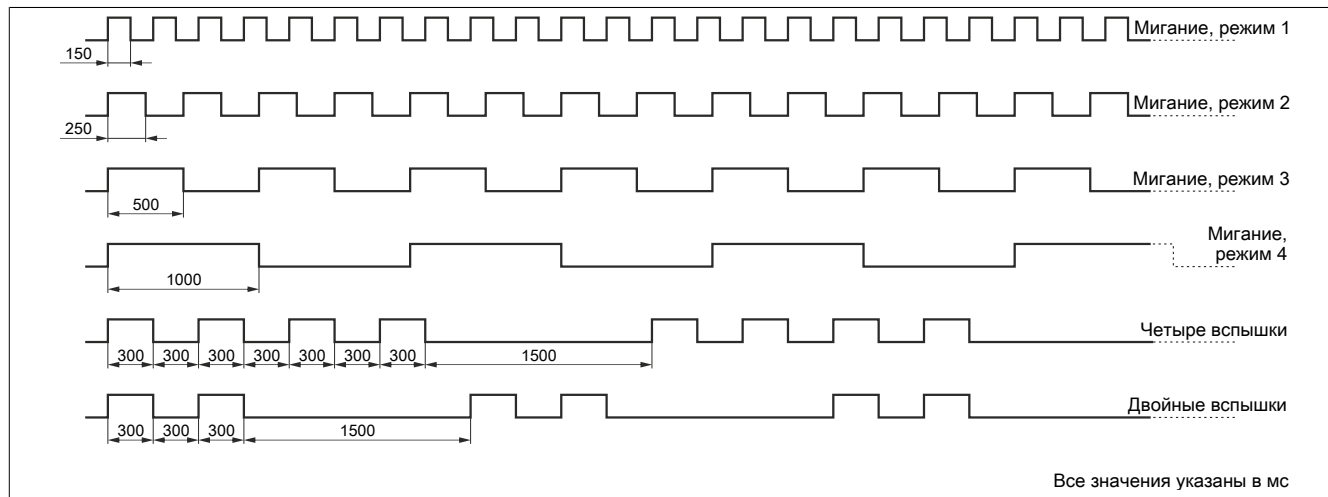 Мигание, режим 1
150
Мигание, режим 2
250
Мигание, режим 3
500
Мигание,
режим 4
1000
Четыре вспышки
300 300 300 300 300 300 300 1500
Двойные вспышки
300 300 300 1500
Все значения указаны в мс